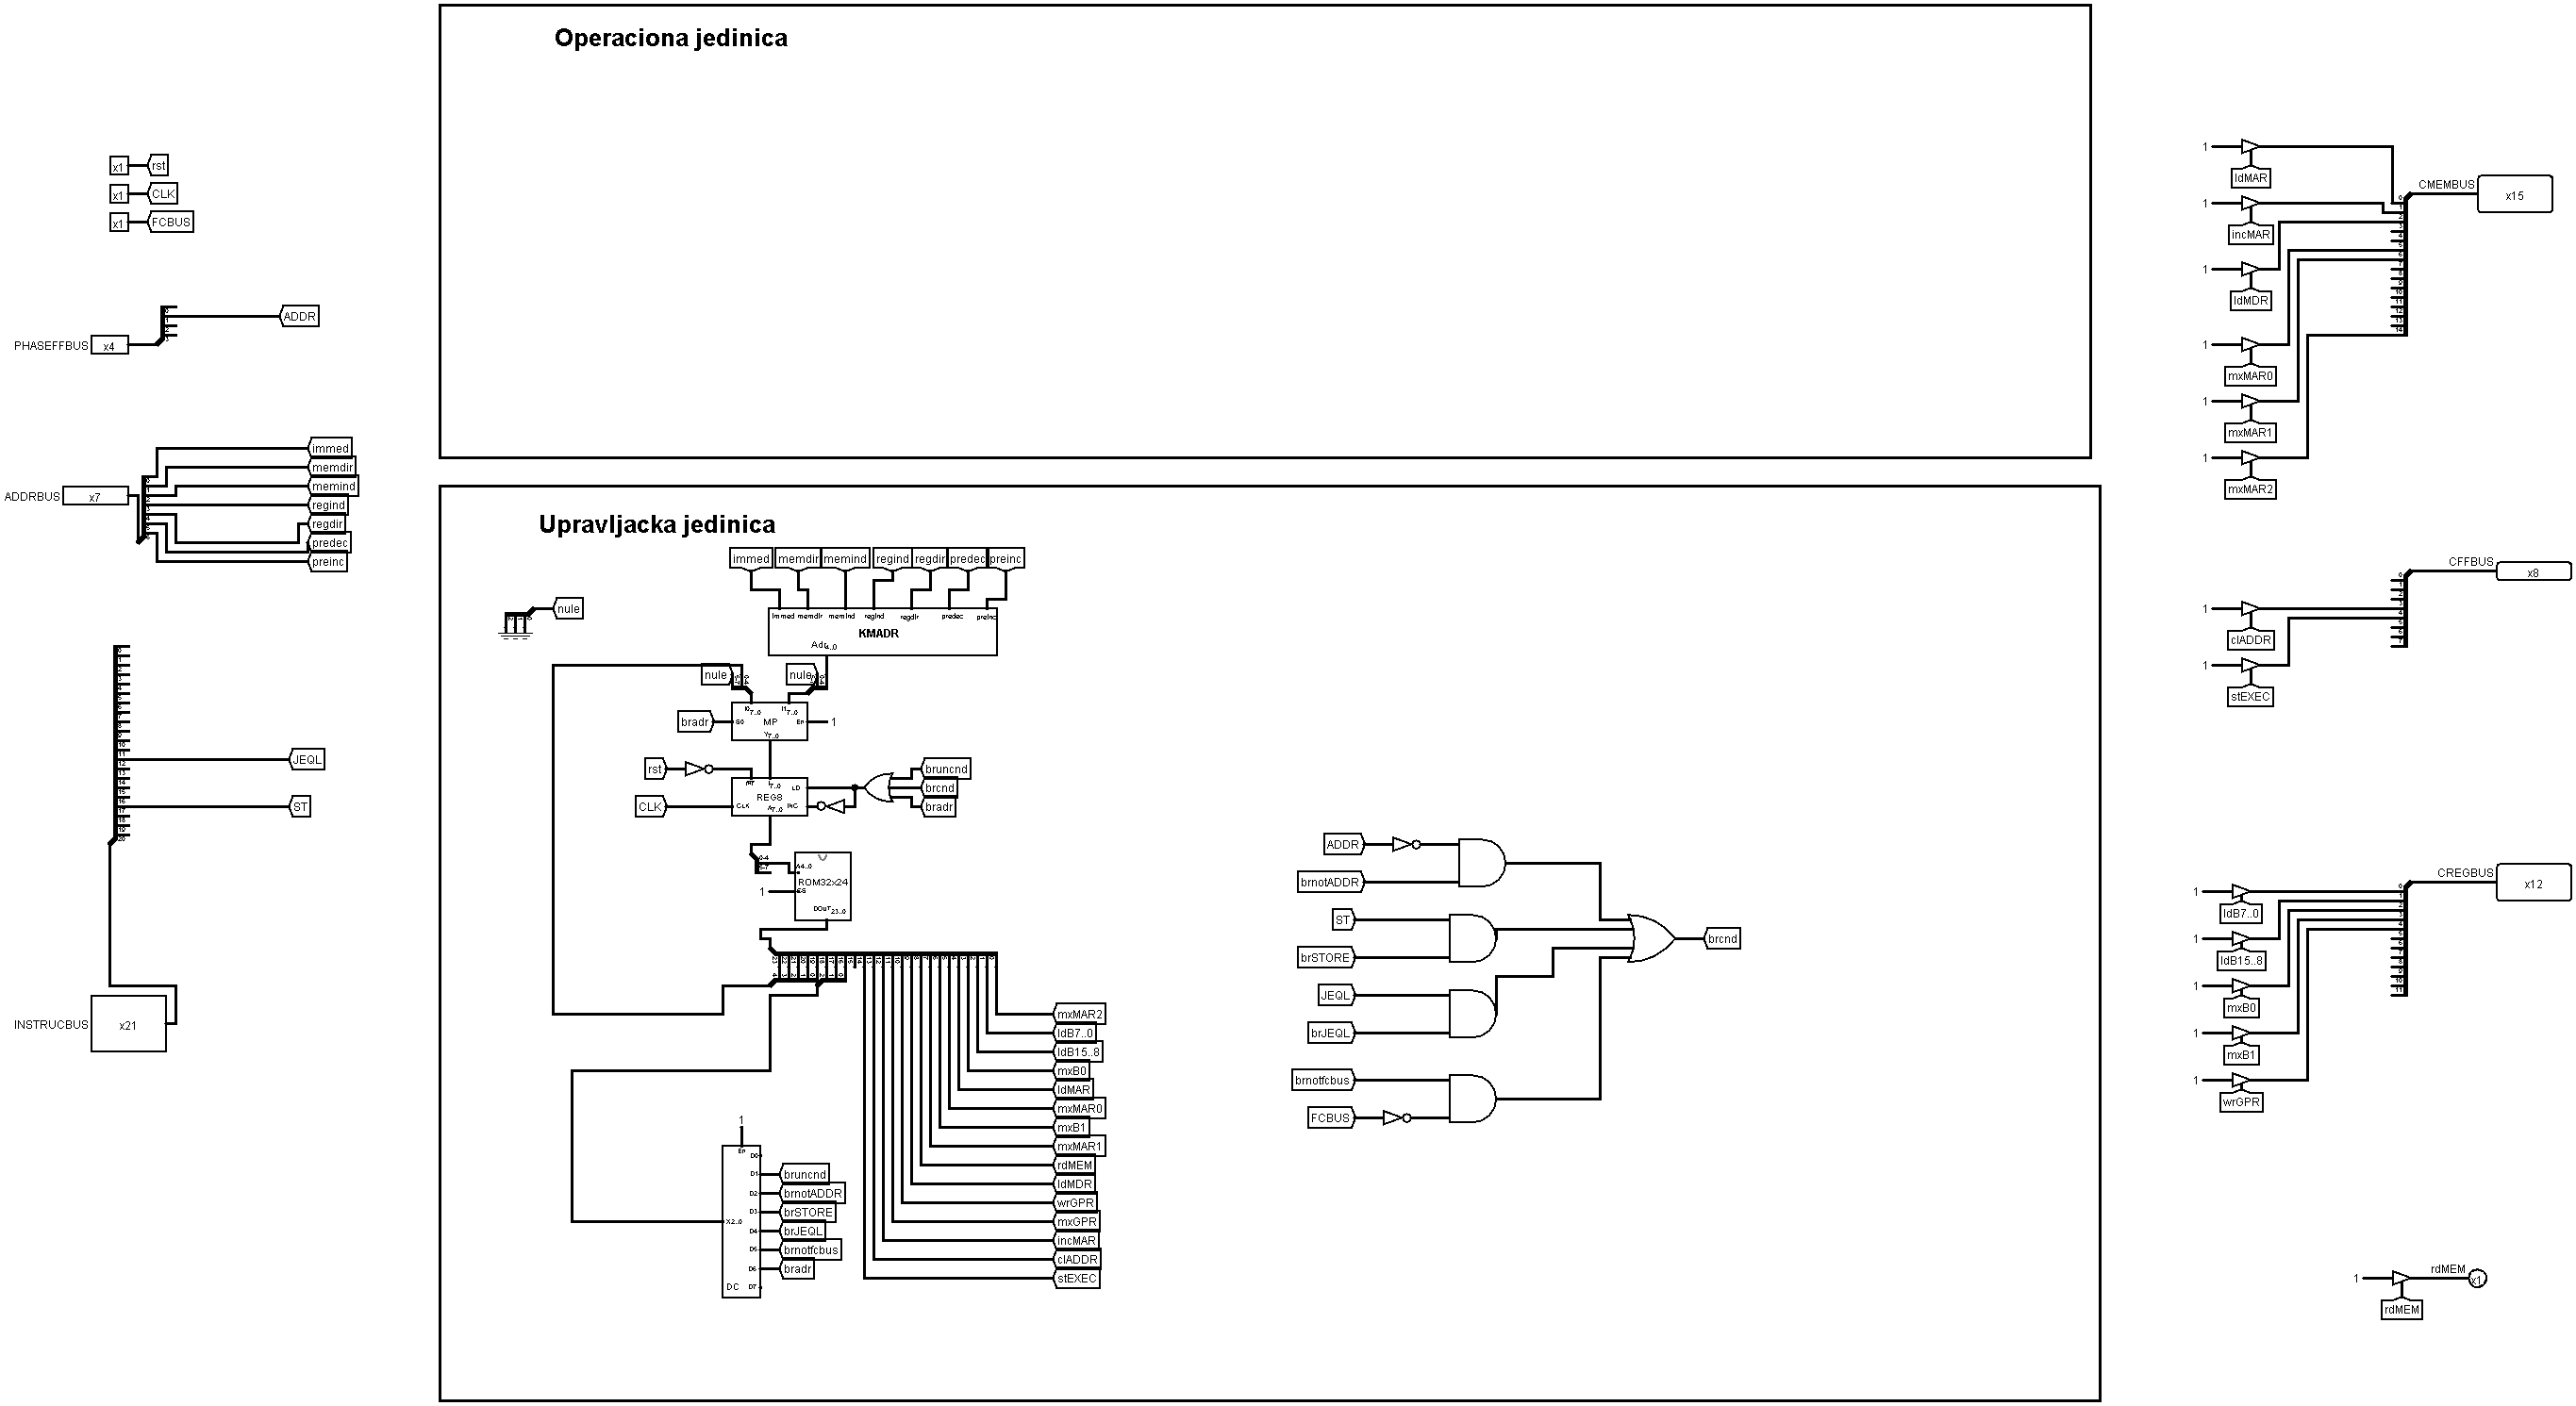 Operaciona jedinica
x1 rst
x1 CLK
x1 FCBUS
ADDR
PHASEFFBUS x4
immed
memdir
memind
ADDRBUS x7
regind
regdir
predec
preinc
JEQL
ST
INSTRUCBUS x21
Upravljacka jedinica
immed memdir memind regind regdir predec preinc
nule
immed memdir memind regind regdir predec preinc
KMADR
nule nule
bradr MP 1
rst
REG8
CLK
LD
CLK
bruncnd
brcnd
bradr
A4..0
ROM32x24
1
mxMAR2
ldB7..0
ldB15..8
mxB0
ldMAR
mxMAR0
mxB1
mxMAR1
rdMEM
ldMDR
wrGPR
mxGPR
incMAR
clADDR
stEXEC
1
X2..0
DC
bruncnd
brnotADDR
brSTORE
brJEQL
brnotfcbus
bradr
ADDR
brnotADDR
ST
brSTORE
JEQL
brJEQL
brnotfcbus
FCBUS
brcnd
1
ldMAR
1
incMAR
1
ldMDR
1
mxMAR0
1
mxMAR1
1
mxMAR2
CMEMBUS x15
CFFBUS x8
1
clADDR
1
stEXEC
CREGBUS x12
1
ldB7..0
1
ldB15..8
1
mxB0
1
mxB1
1
wrGPR
1 rdMEM x1
rdMEM